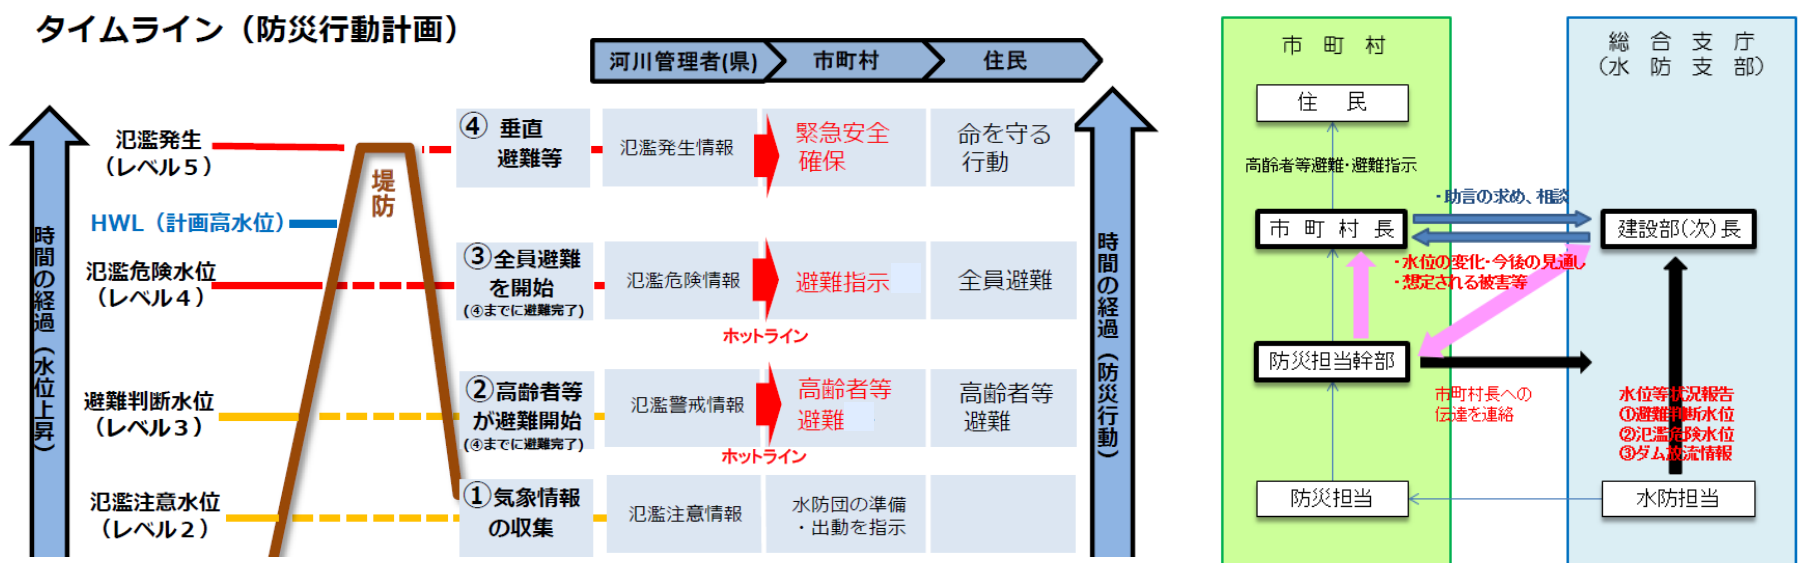 タイムライン（防災行動計画）
河川管理者(県)
市町村
住民
時間の経過（水位上昇）
氾濫発生
（レベル５）
HWL（計画高水位）
氾濫危険水位
（レベル４）
避難判断水位
（レベル３）
氾濫注意水位
（レベル２）
堤防
④ 垂直
避難等
氾濫発生情報
緊急安全
確保
命を守る
行動
③全員避難
を開始
(④までに避難完了)
氾濫危険情報
避難指示
全員避難
ホットライン
②高齢者等
が避難開始
(④までに避難完了)
氾濫警戒情報
高齢者等
避難
高齢者等
避難
ホットライン
①気象情報
の収集
氾濫注意情報
水防団の準備
・出動を指示
時間の経過（防災行動）
市町村
総合支庁
（水防支部）
住民
高齢者等避難・避難指示
・助言の求め、相談
市町村長
建設部(次)長
・水位の変化・今後の見通し
・想定される被害等
防災担当幹部
市町村長への
伝達を連絡
水位等状況報告
①避難判断水位
②氾濫危険水位
③ダム放流情報
防災担当
水防担当